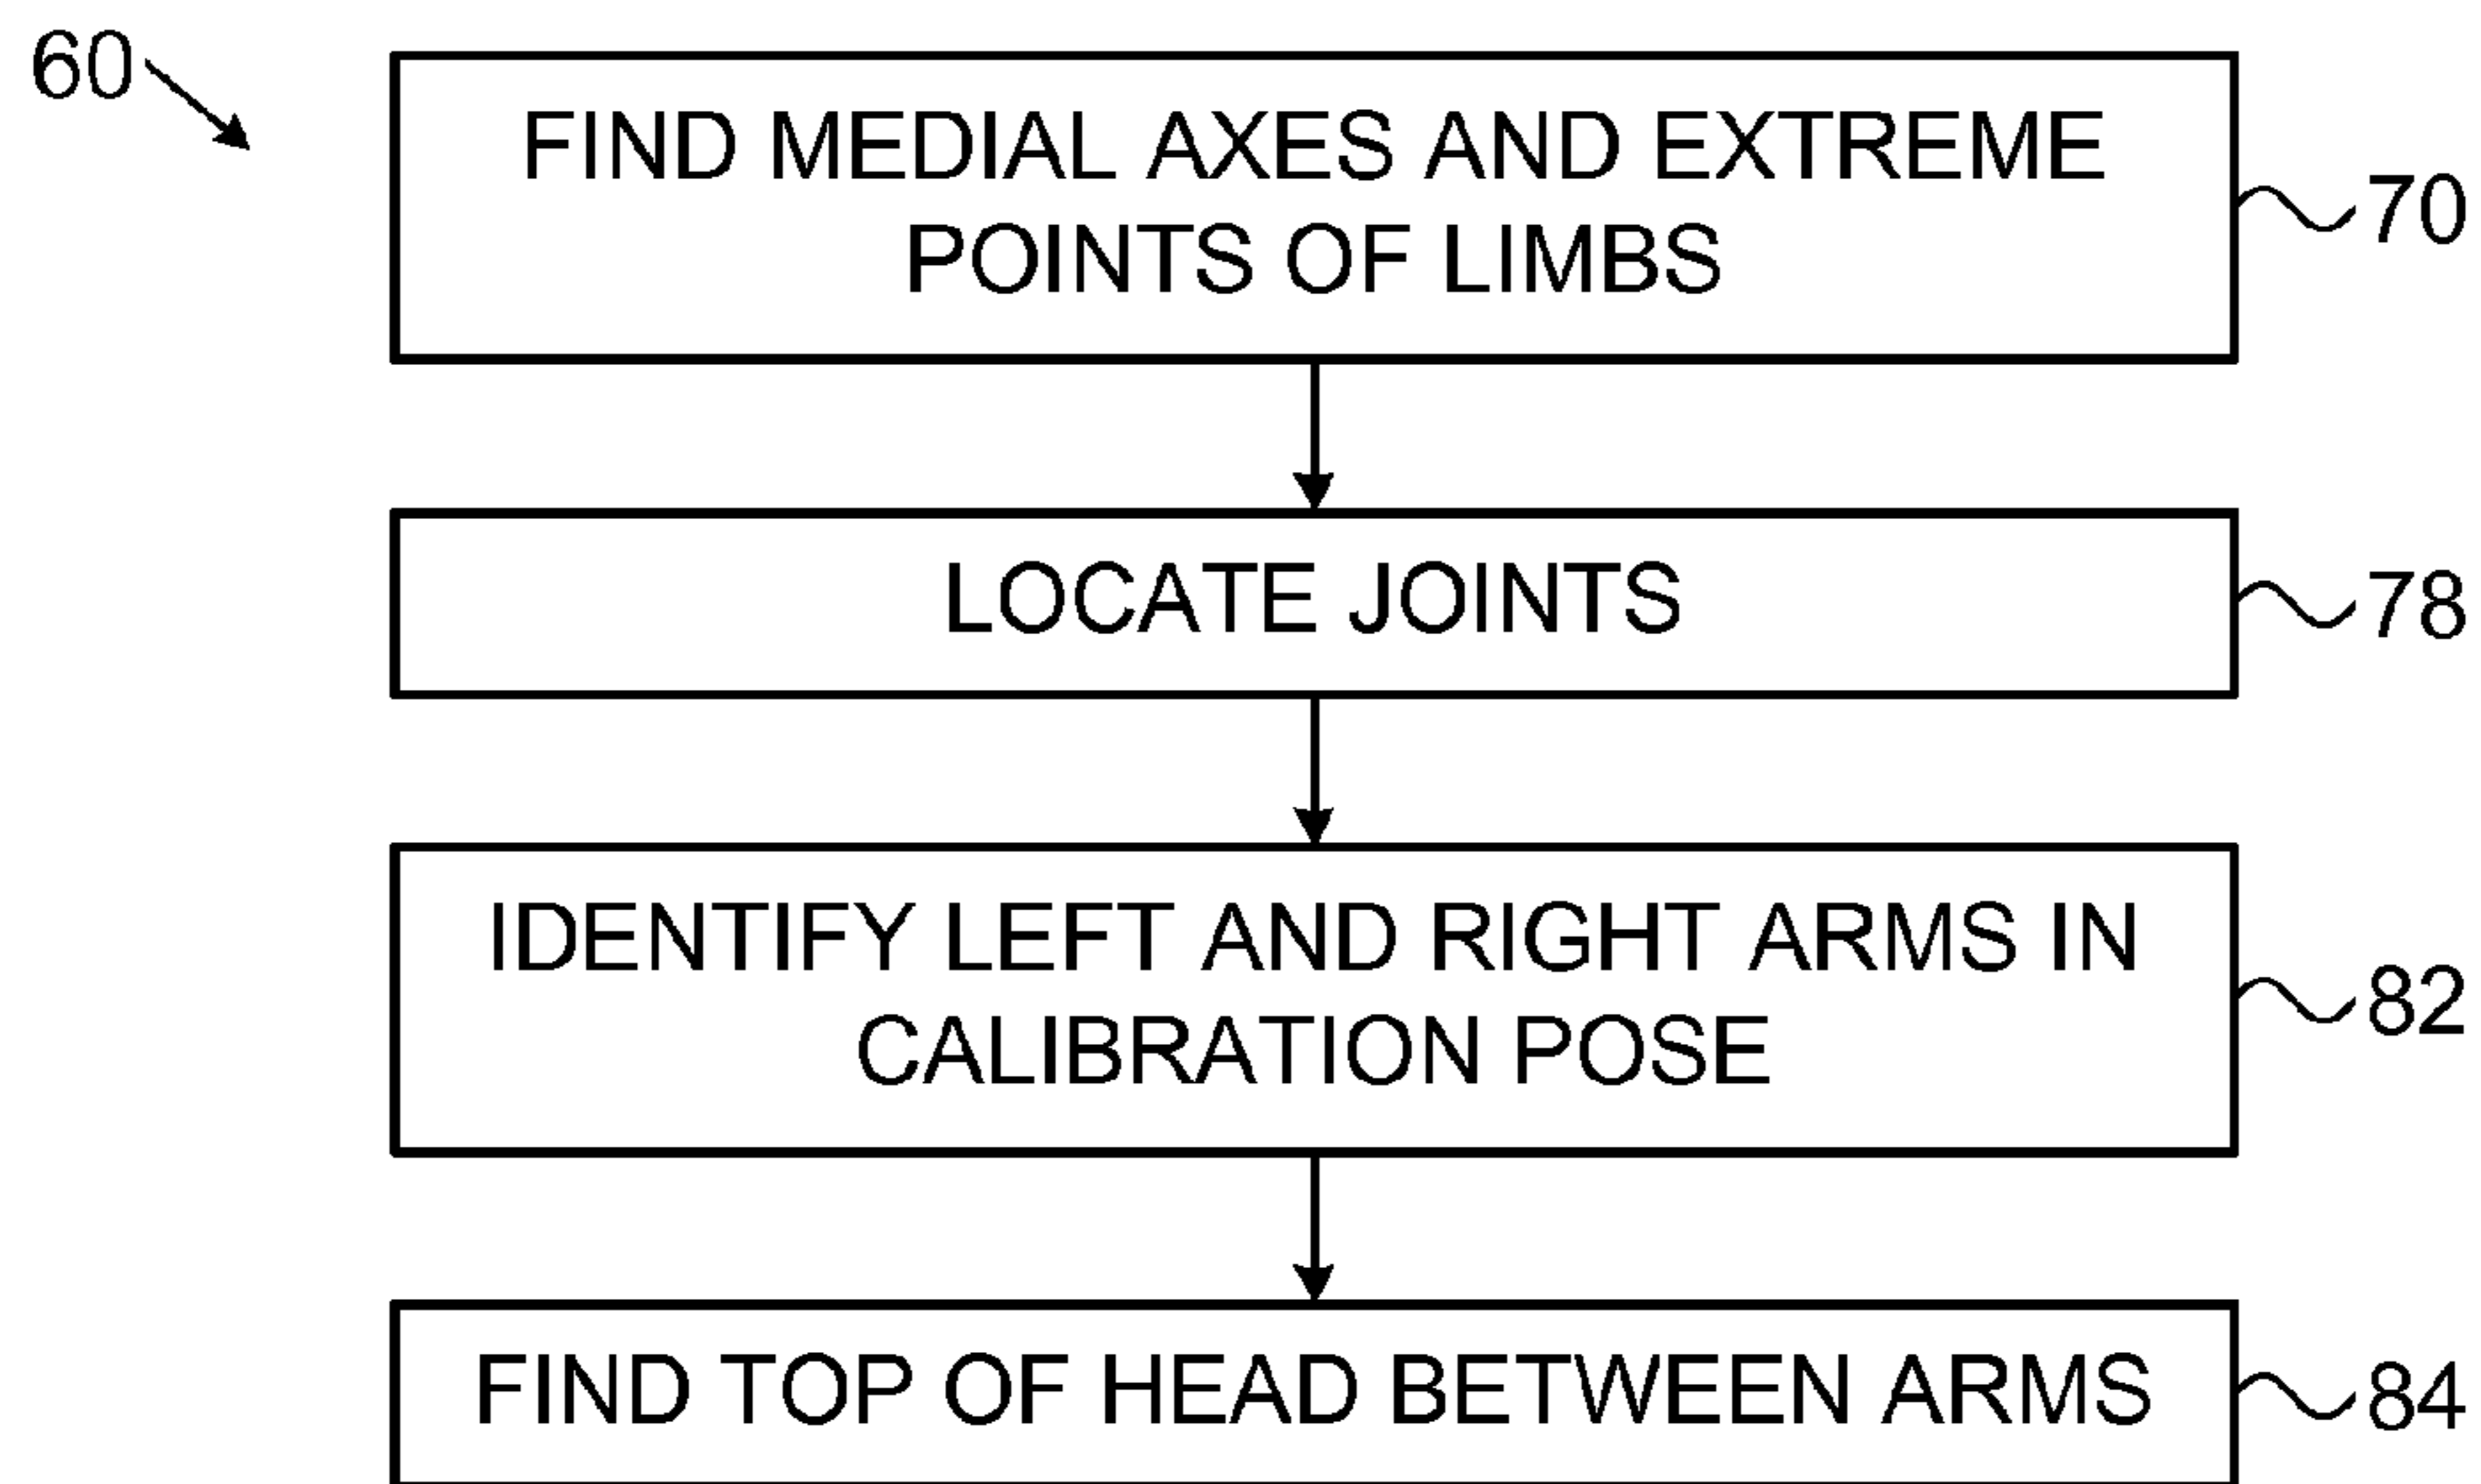 60
FIND MEDIAL AXES AND EXTREME
POINTS OF LIMBS
70
LOCATE JOINTS
78
IDENTIFY LEFT AND RIGHT ARMS IN
CALIBRATION POSE
82
FIND TOP OF HEAD BETWEEN ARMS
84